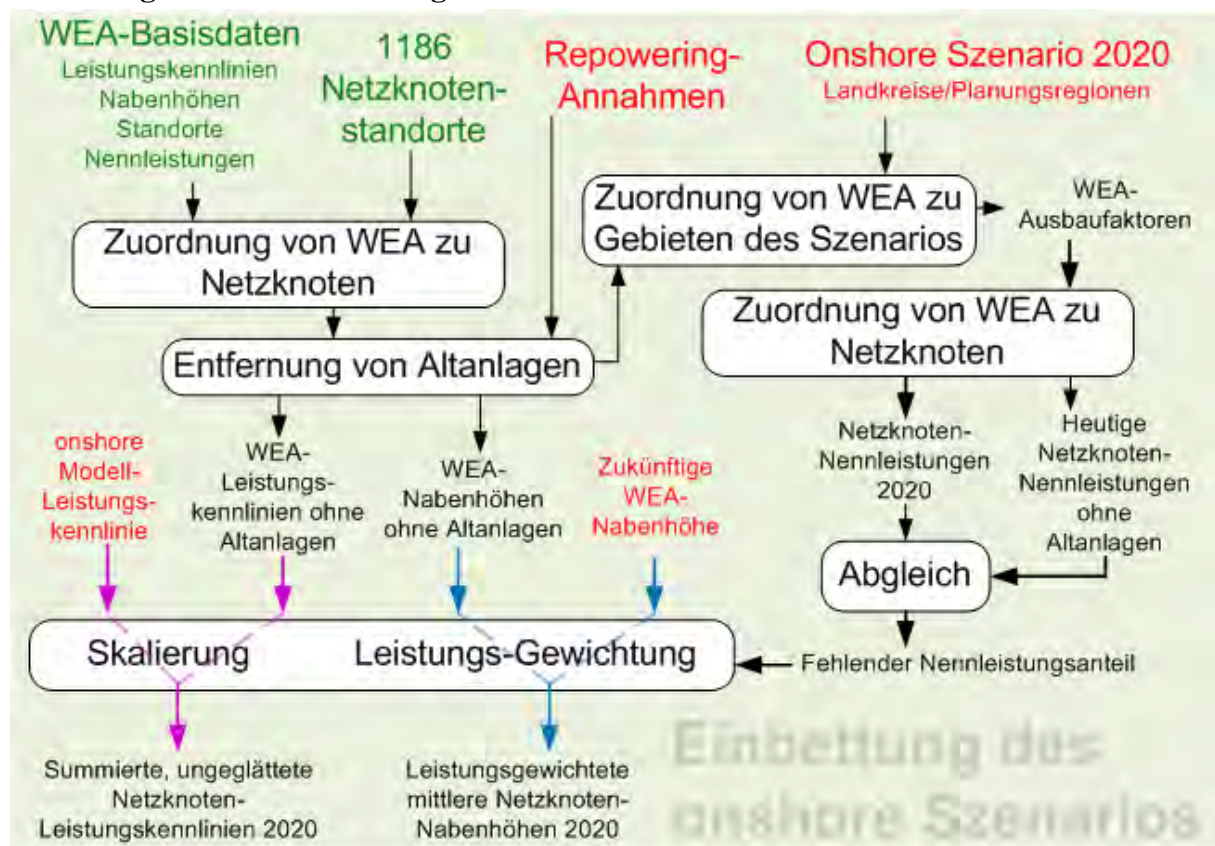 WEA-Basisdaten
Leistungskennlinien
Nabenhöhen
Standorte
Nennleistungen
1186
Netzknoten-
standorte
Repowering-
Annahmen
Onshore Szenario 2020
Landkreise/Planungsregionen
Zuordnung von WEA zu
Netzknoten
Zuordnung von WEA zu
Gebieten des Szenarios
WEA-
Ausbaufaktoren
Zuordnung von WEA zu
Netzknoten
Entfernung von Altanlagen
onshore
Modell-
Leistungs-
kennlinie
WEA-
Leistungs-
kennlinien ohne
Altanlagen
WEA-
Nabenhöhen
ohne Altanlagen
Zukünftige
WEA-
Nabenhöhe
Netzknoten-
Nennleistungen
2020
Heutige
Netzknoten-
Nennleistungen
ohne
Altanlagen
Abgleich
Skalierung
Leistungs-Gewichtung
Fehlender Nennleistungsanteil
Summierte, ungeglättete
Netzknoten-
Leistungskennlinien 2020
Leistungsgewichtete
mittlere Netzknoten-
Nabenhöhen 2020
Einbettung des
onshore Szenarios